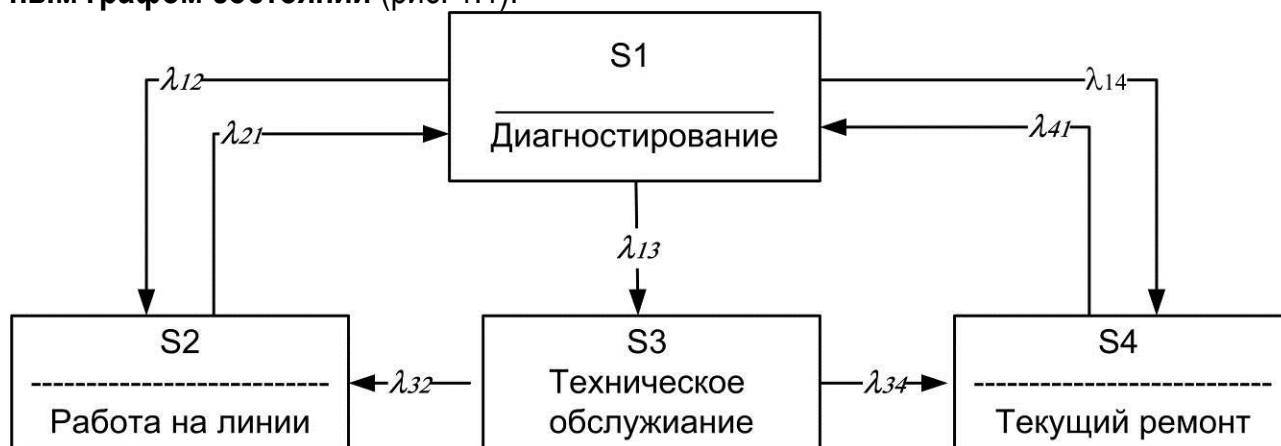 ным графом состояний (рис. 4.1).
S1
λ12
λ14
λ21
Диагностирование
λ41
λ13
S2
S3
S4
λ32
Техническое
λ34
Работа на линии
обслужиание
Текущий ремонт